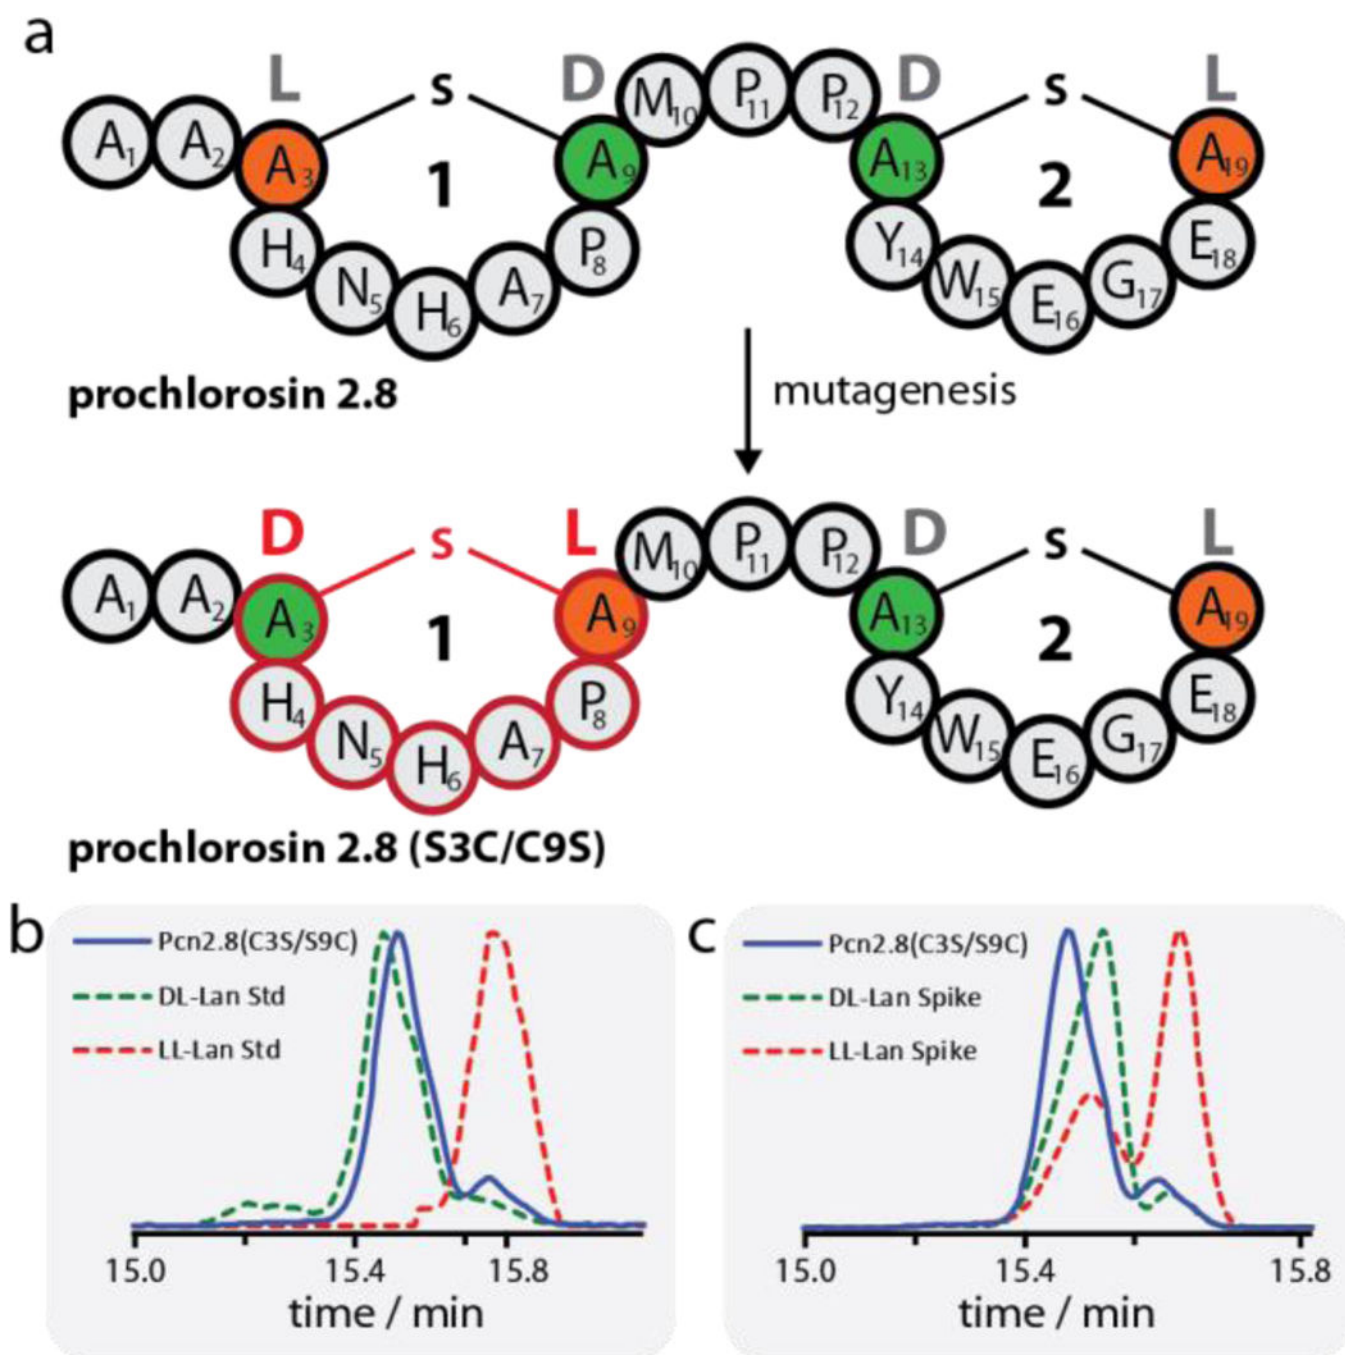 a
L S D D S L
A1 A2 A3 H4 N5 H6 A7 P8 A9 M10 P11 P12 A13 Y14 W15 E16 G17 E18 A19
1 2
prochlorosin 2.8
mutagenesis
D S L D S L
A1 A2 A3 H4 N5 H6 A7 P8 A9 M10 P11 P12 A13 Y14 W15 E16 G17 E18 A19
1 2
prochlorosin 2.8 (S3C/C9S)
b
Pcn2.8(C3S/S9C)
DL-Lan Std
LL-Lan Std
15.0 15.4 15.8
time / min
c
Pcn2.8(C3S/S9C)
DL-Lan Spike
LL-Lan Spike
15.0 15.4 15.8
time / min